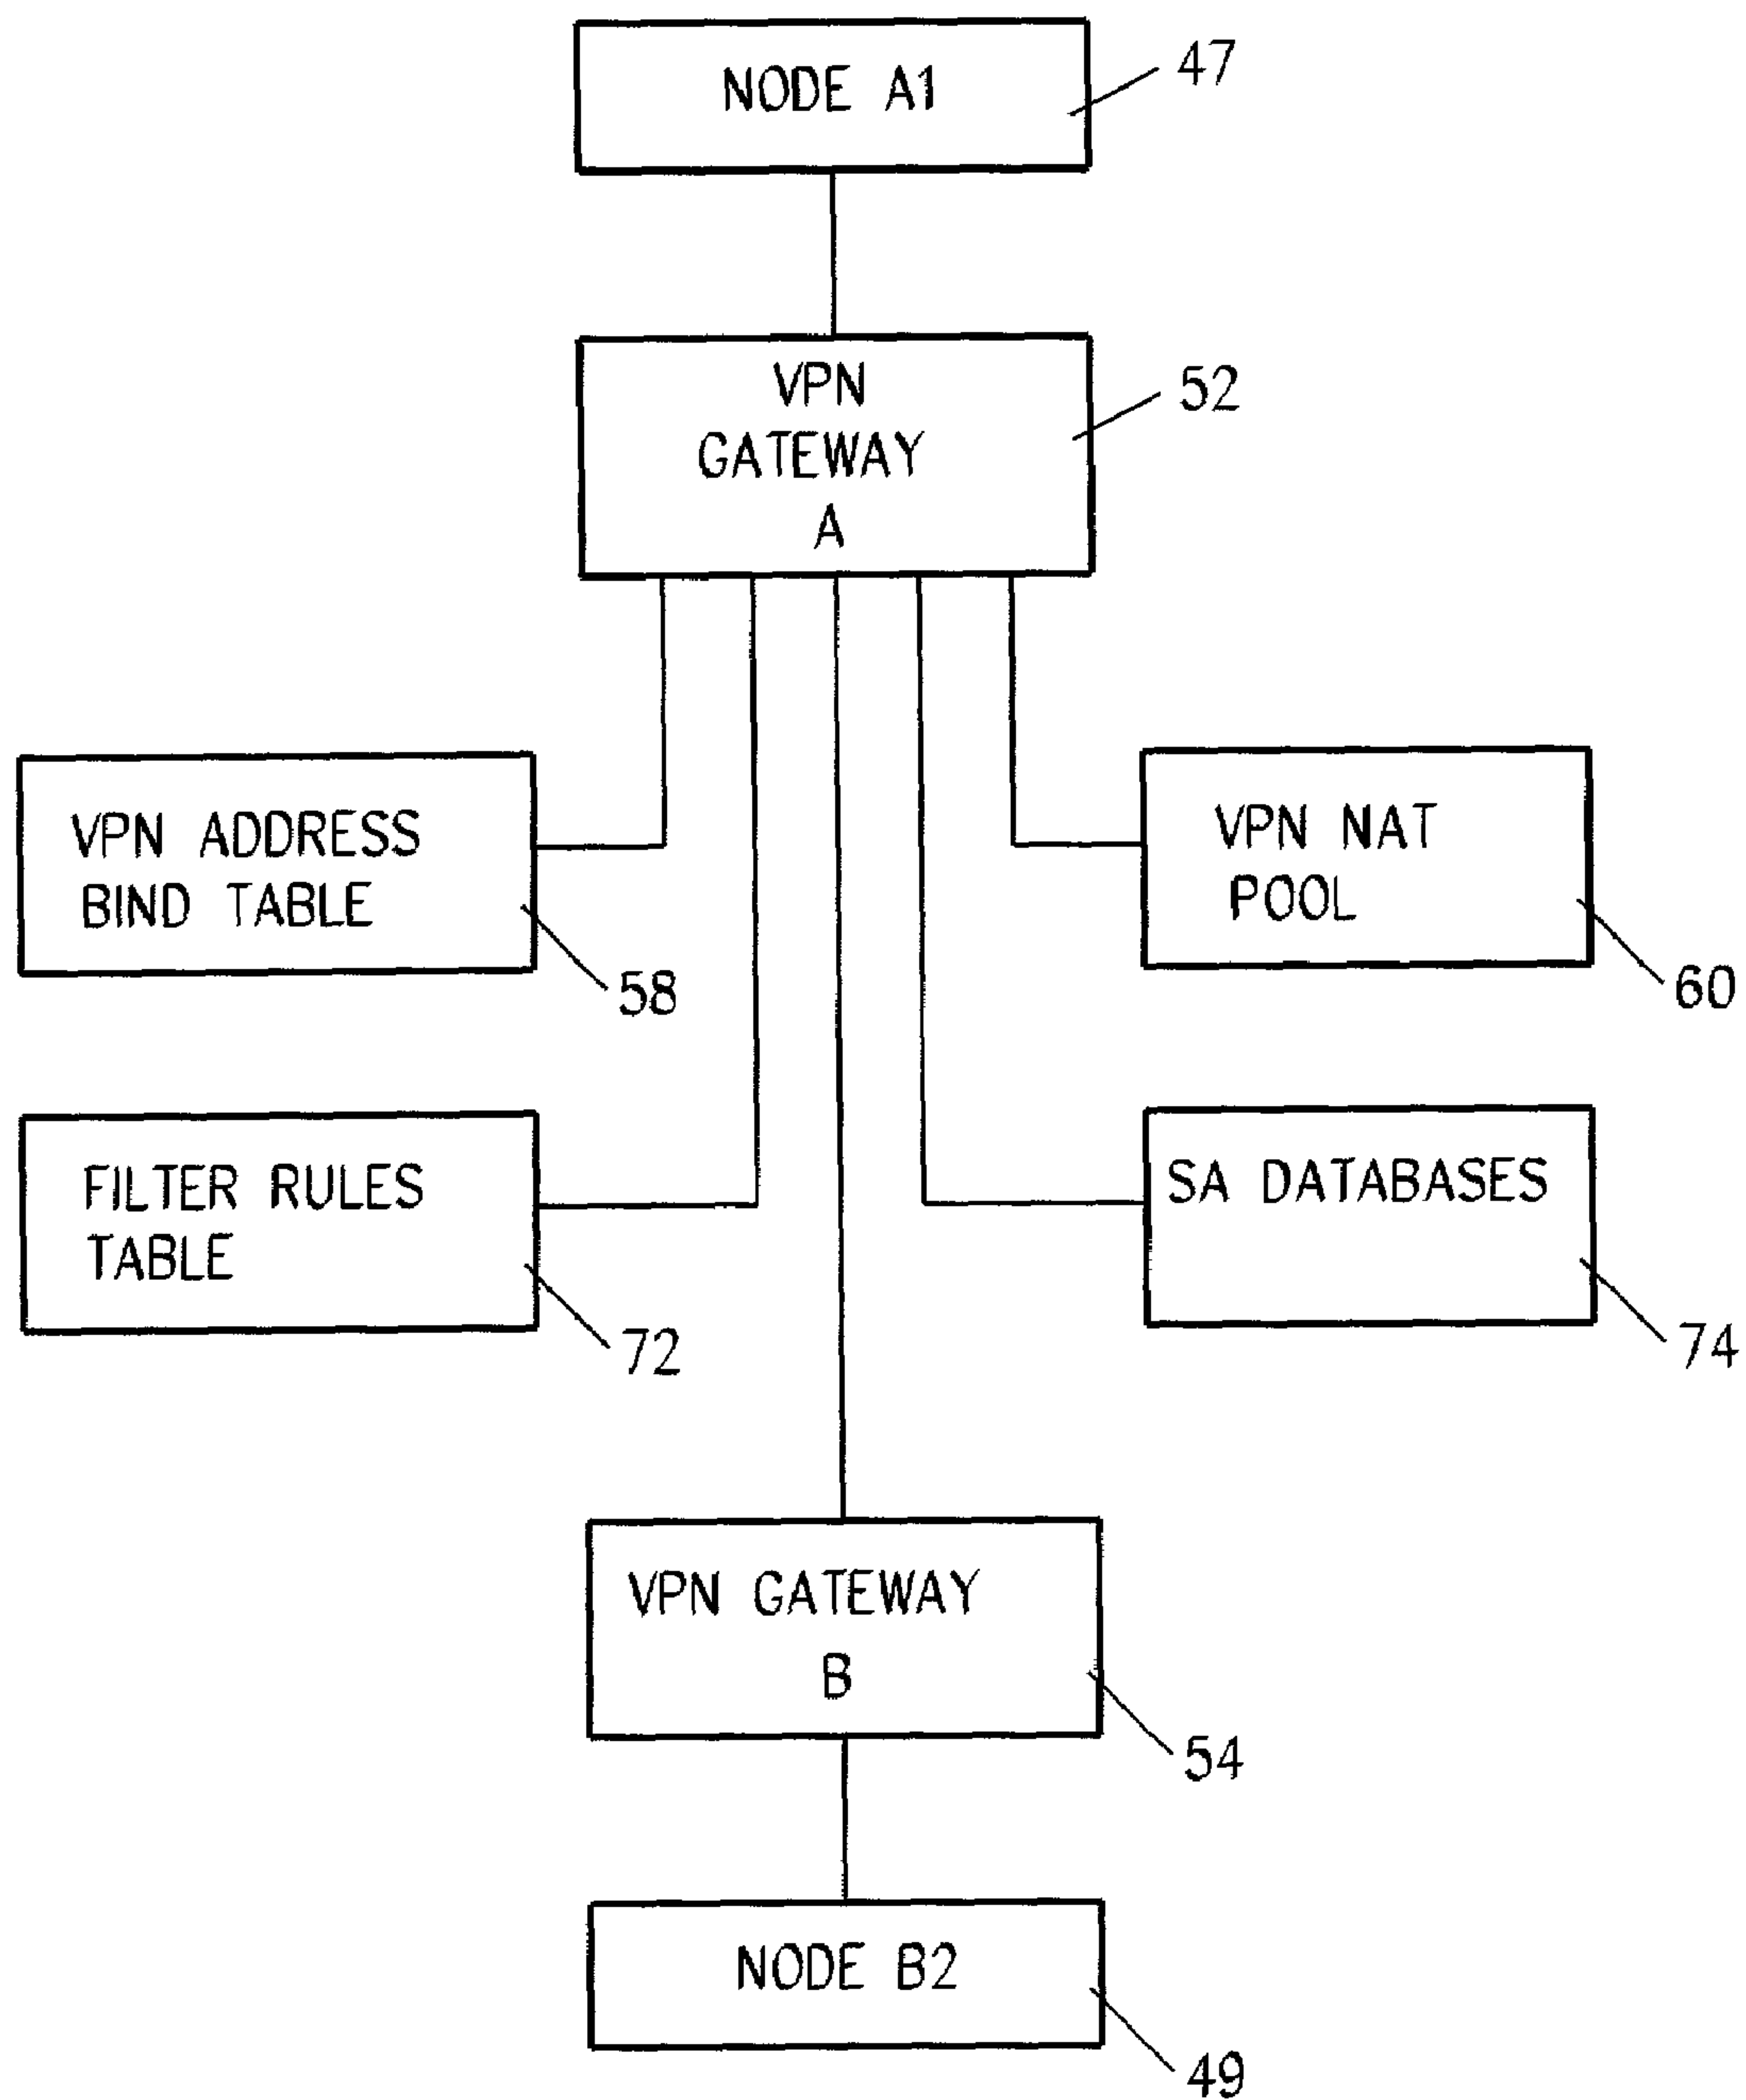 NODE A1
47
VPN
GATEWAY
A
52
VPN ADDRESS
BIND TABLE
58
VPN NAT
POOL
60
FILTER RULES
TABLE
72
SA DATABASES
74
VPN GATEWAY
B
54
NODE B2
49